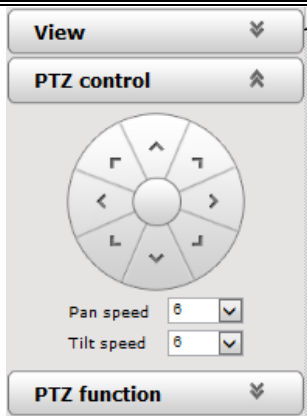 View
PTZ control
Pan speed 6
Tilt speed 6
PTZ function